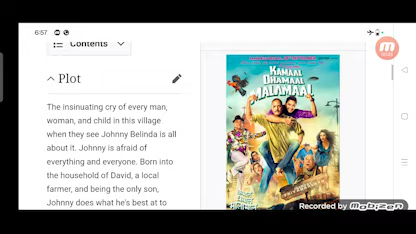 6:57
Contents
Plot
The insinuating cry of every man,
woman, and child in this village
when they see Johnny Belinda is all
about it. Johnny is afraid of
everything and everyone. Born into
the household of David, a local
farmer, and being the only son,
Johnny does what he's best at to
KAMAAL
DHAMAAL
MALAMAAL
Recorded by Mobizen